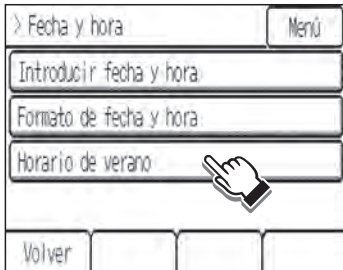 > Fecha y hora
Menú
Introducir fecha y hora
Formato de fecha y hora
Horario de verano
Volver